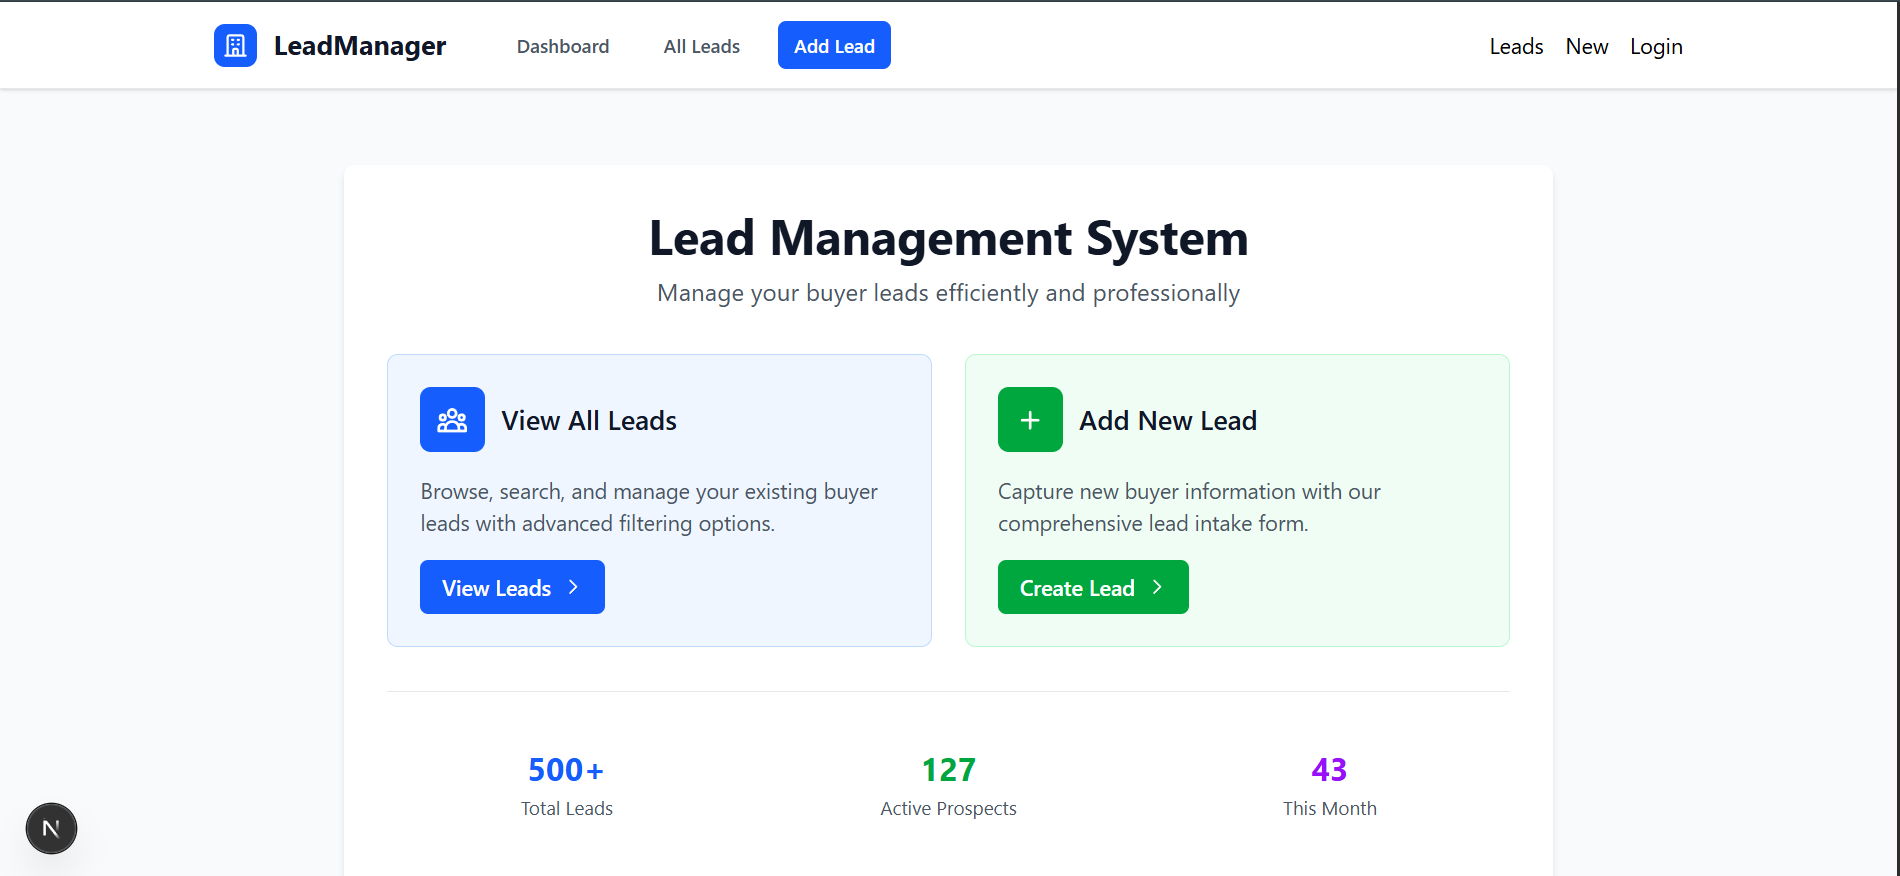 LeadManager Dashboard All Leads Add Lead Leads New Login
Lead Management System
Manage your buyer leads efficiently and professionally
View All Leads
Browse, search, and manage your existing buyer
leads with advanced filtering options.
View Leads
Add New Lead
Capture new buyer information with our
comprehensive lead intake form.
Create Lead
500+
Total Leads
127
Active Prospects
43
This Month
N